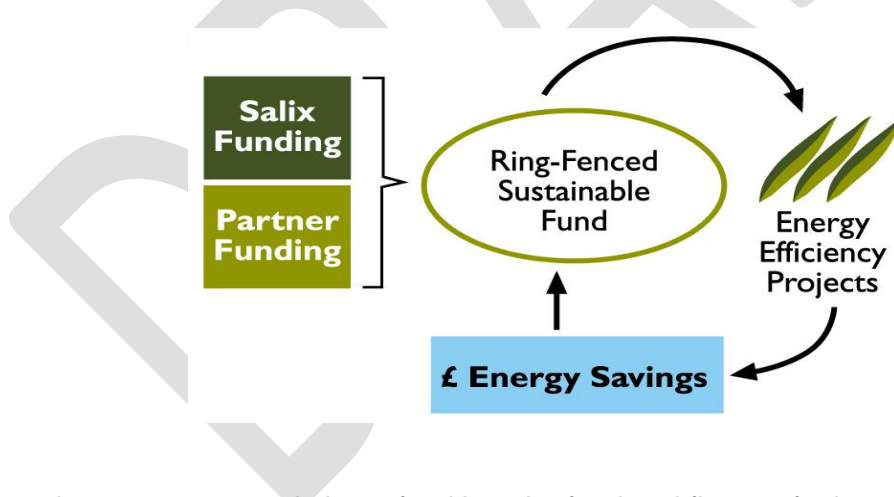 Salix
Funding
Partner
Funding
Ring-Fenced
Sustainable
Fund
Energy
Efficiency
Projects
£ Energy Savings